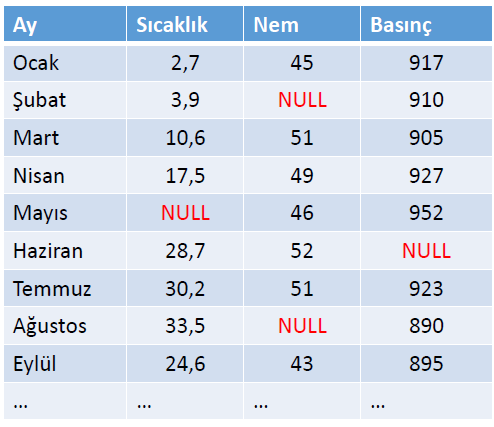 Ay Sıcaklık Nem Basınç
Ocak 2,7 45 917
Şubat 3,9 NULL 910
Mart 10,6 51 905
Nisan 17,5 49 927
Mayıs NULL 46 952
Haziran 28,7 52 NULL
Temmuz 30,2 51 923
Ağustos 33,5 NULL 890
Eylül 24,6 43 895
... ... ... ...